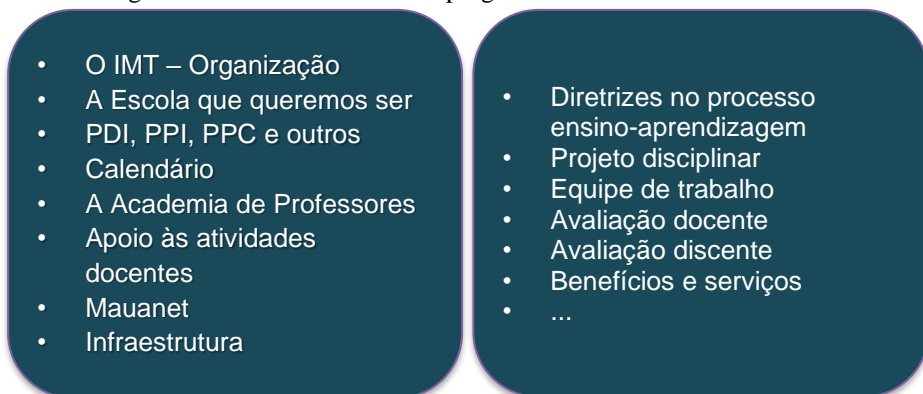 • O IMT – Organização
• A Escola que queremos ser
• PDI, PPI, PPC e outros
• Calendário
• A Academia de Professores
• Apoio às atividades
docentes
• Mauanet
• Infraestrutura
• Diretrizes no processo
ensino-aprendizagem
• Projeto disciplinar
• Equipe de trabalho
• Avaliação docente
• Avaliação discente
• Benefícios e serviços
• ...